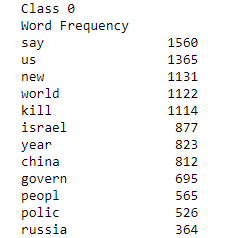 Class 0
Word Frequency
say 1560
us 1365
new 1131
world 1122
kill 1114
israel 877
year 823
china 812
govern 695
peopl 565
polic 526
russia 364